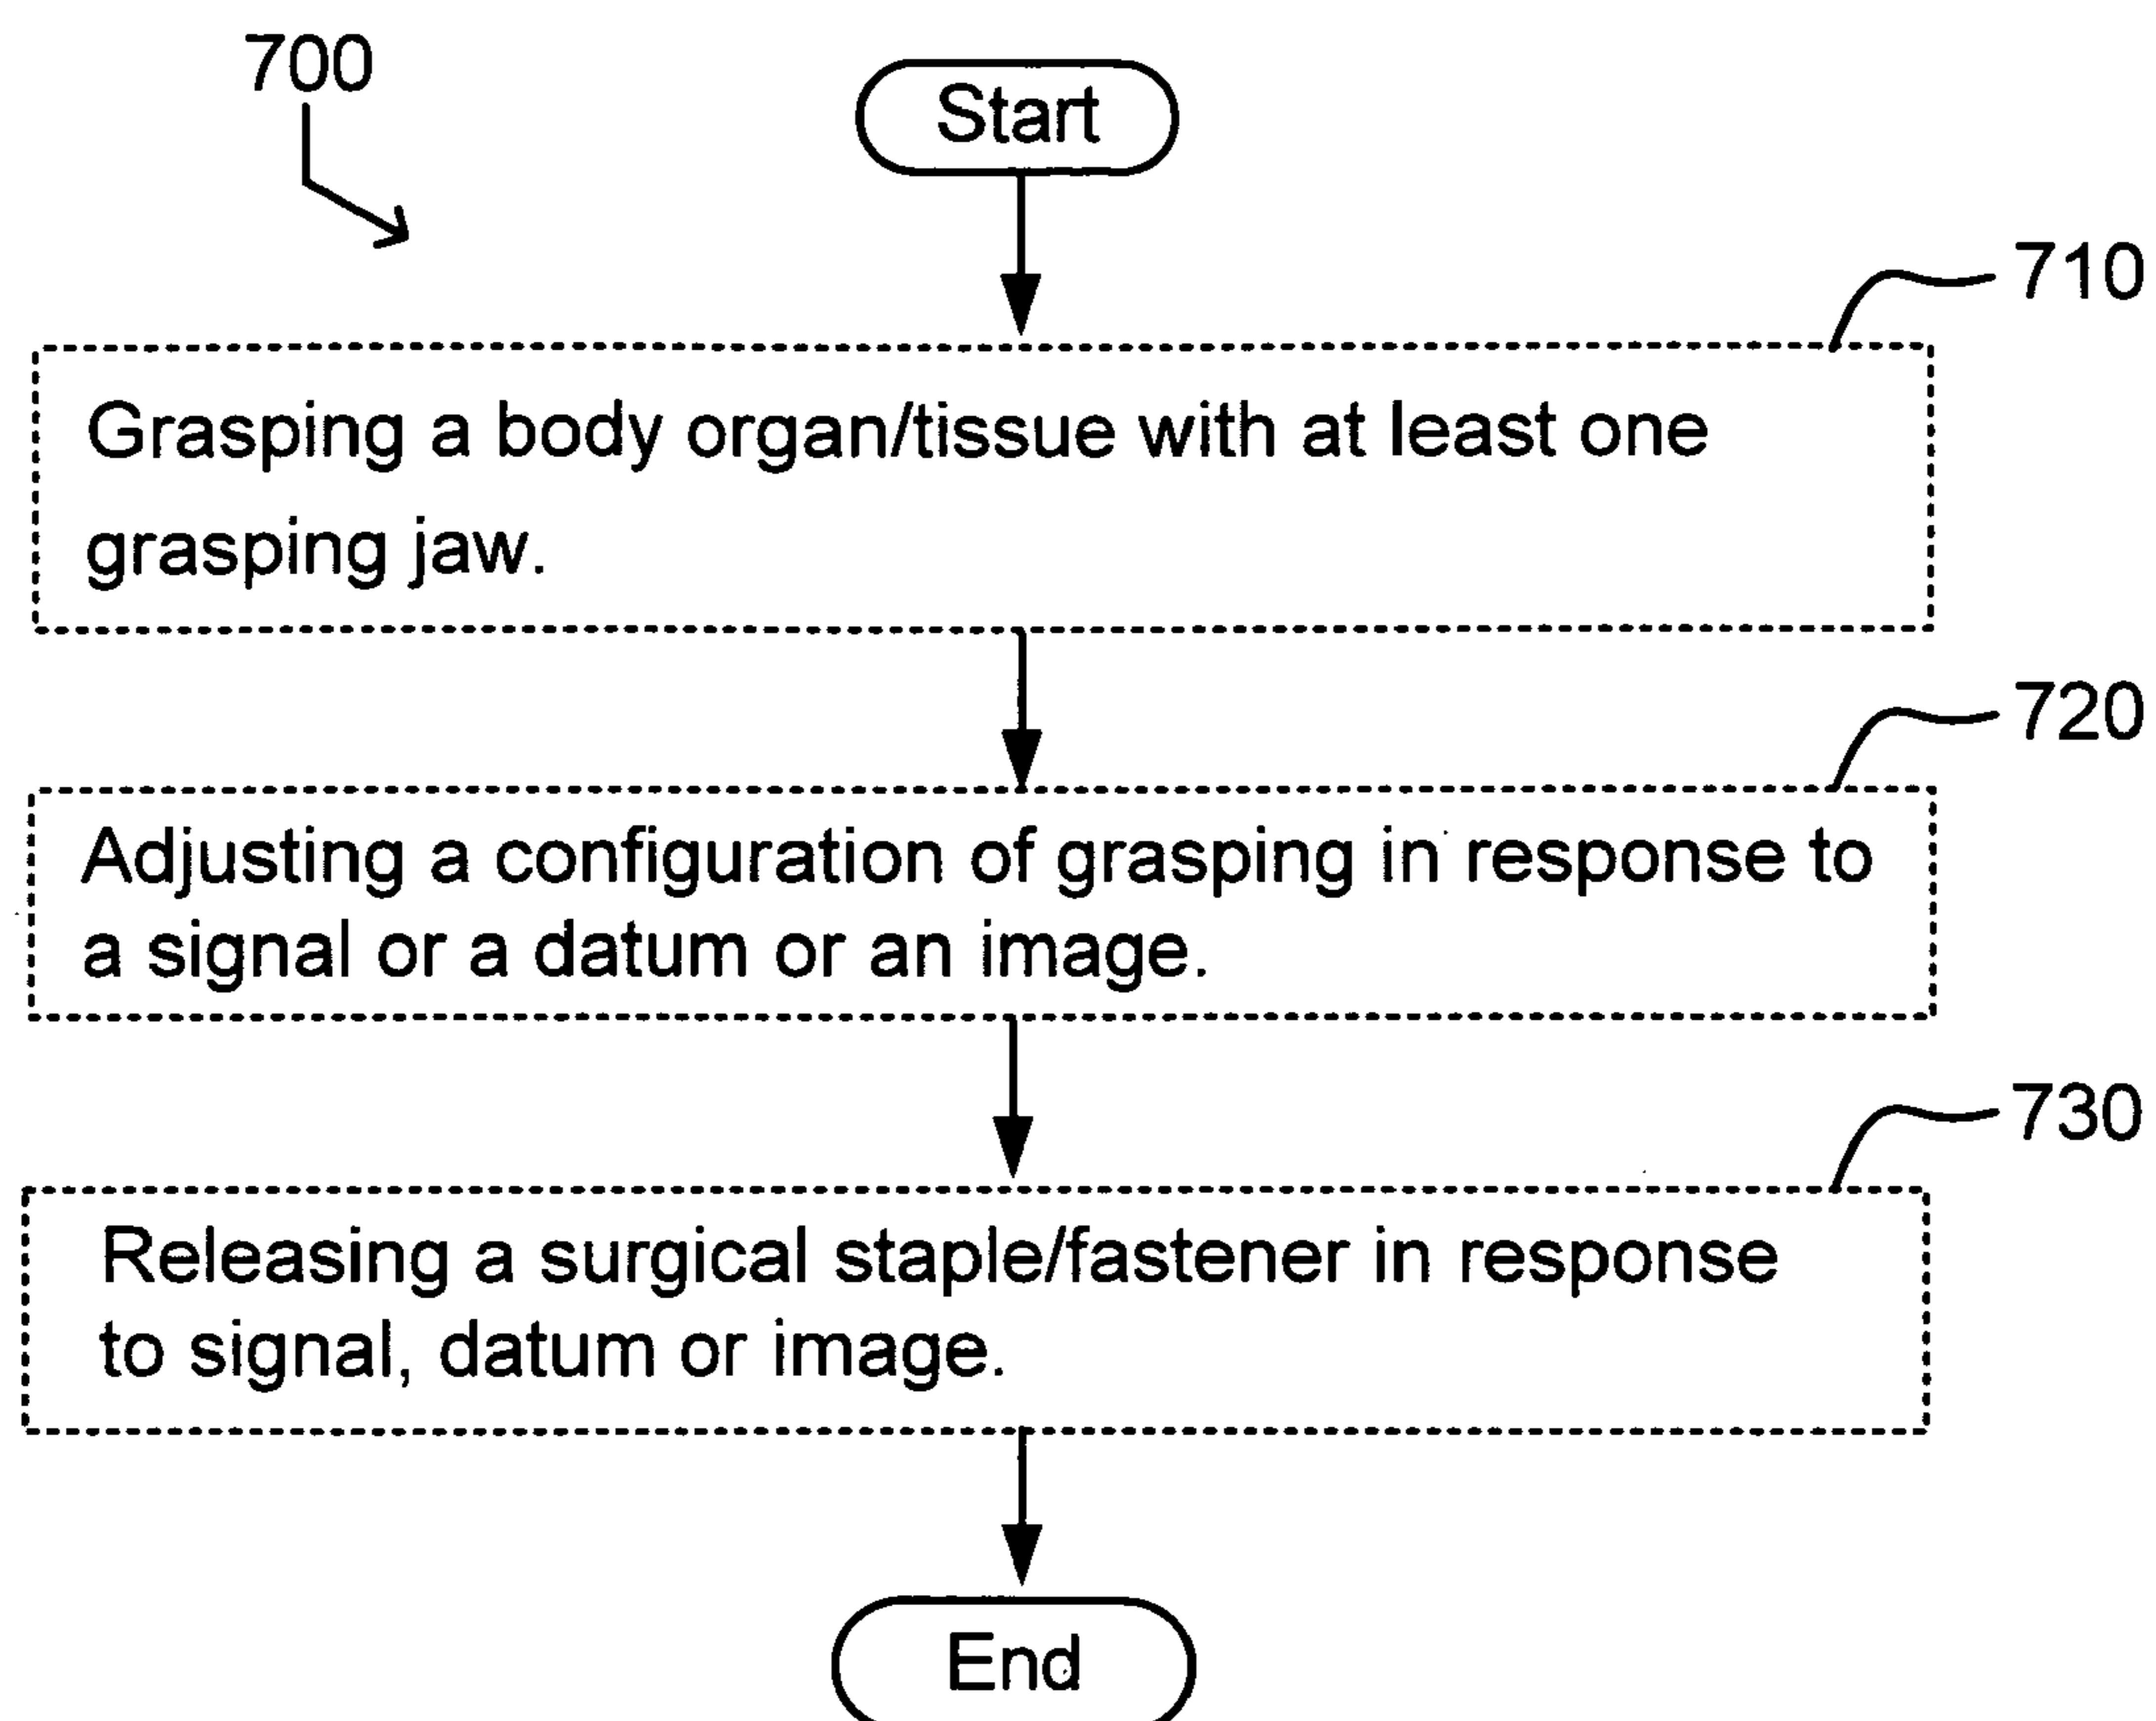 700
Start
710
Grasping a body organ/tissue with at least one
grasping jaw.
720
Adjusting a configuration of grasping in response to
a signal or a datum or an image.
730
Releasing a surgical staple/fastener in response
to signal, datum or image.
End